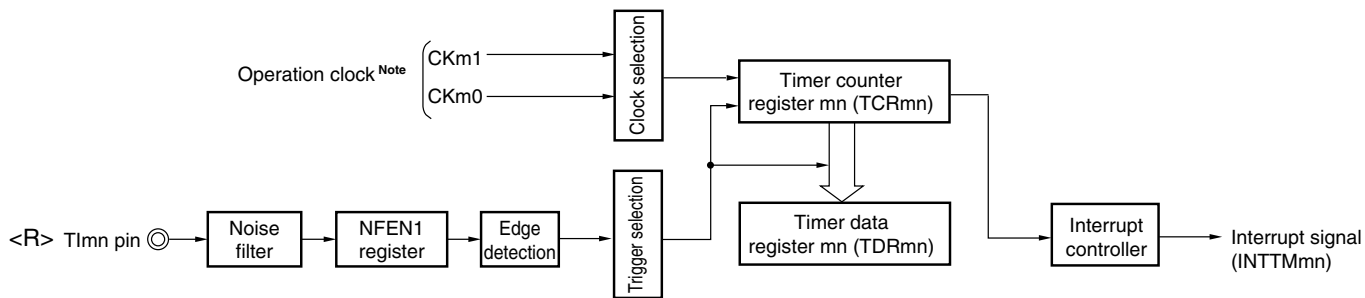 Operation clock Note
CKm1
CKm0
Clock selection
Timer counter
register mn (TCRmn)
<R> TImn pin
Noise
filter
NFEN1
register
Edge
detection
Trigger selection
Timer data
register mn (TDRmn)
Interrupt
controller
Interrupt signal
(INTTMmn)